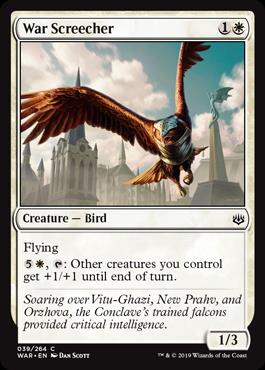 War Screecher 1
Creature — Bird
Flying
5, : Other creatures you control
get +1/+1 until end of turn.
Soaring over Vitu-Ghazi, New Prahv, and
Orzhova, the Conclave's trained falcons
provided critical intelligence.
1/3
039/264 C
WAR • EN DAN SCOTT
™ & © 2019 Wizards of the Coast